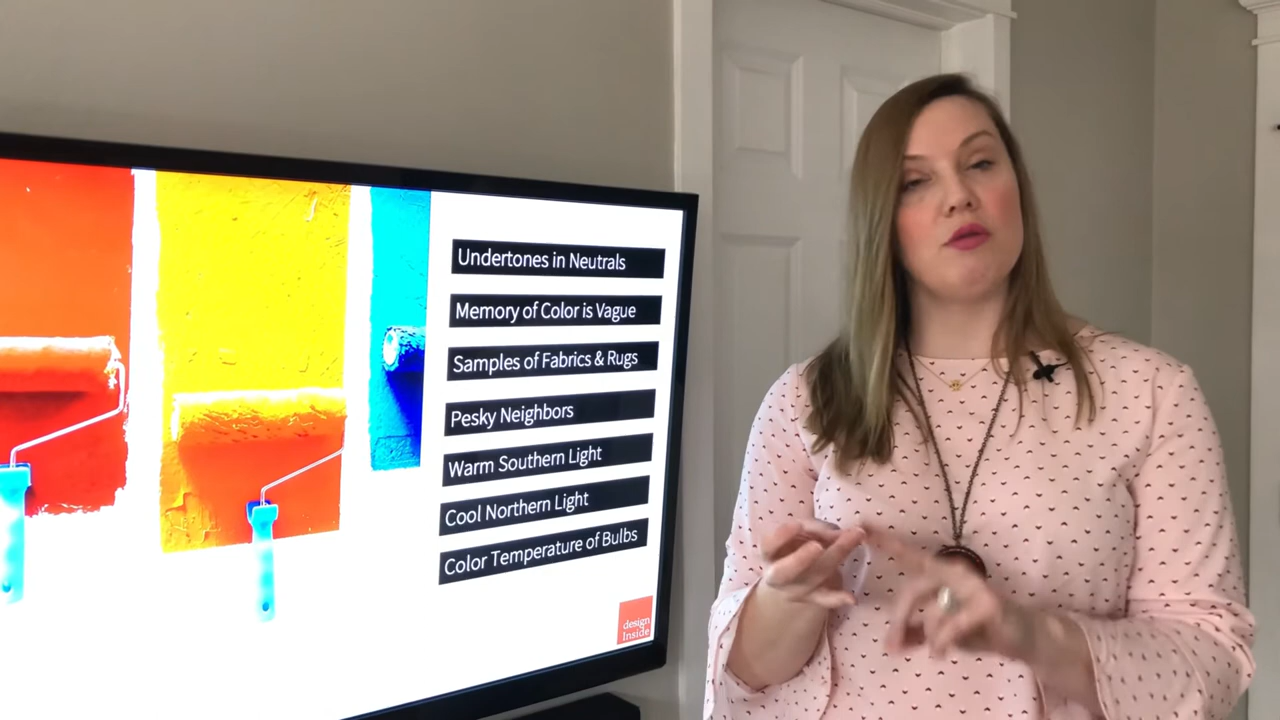 Undertones in Neutrals
Memory of Color is Vague
Samples of Fabrics & Rugs
Pesky Neighbors
Warm Southern Light
Cool Northern Light
Color Temperature of Bulbs
design
Inside